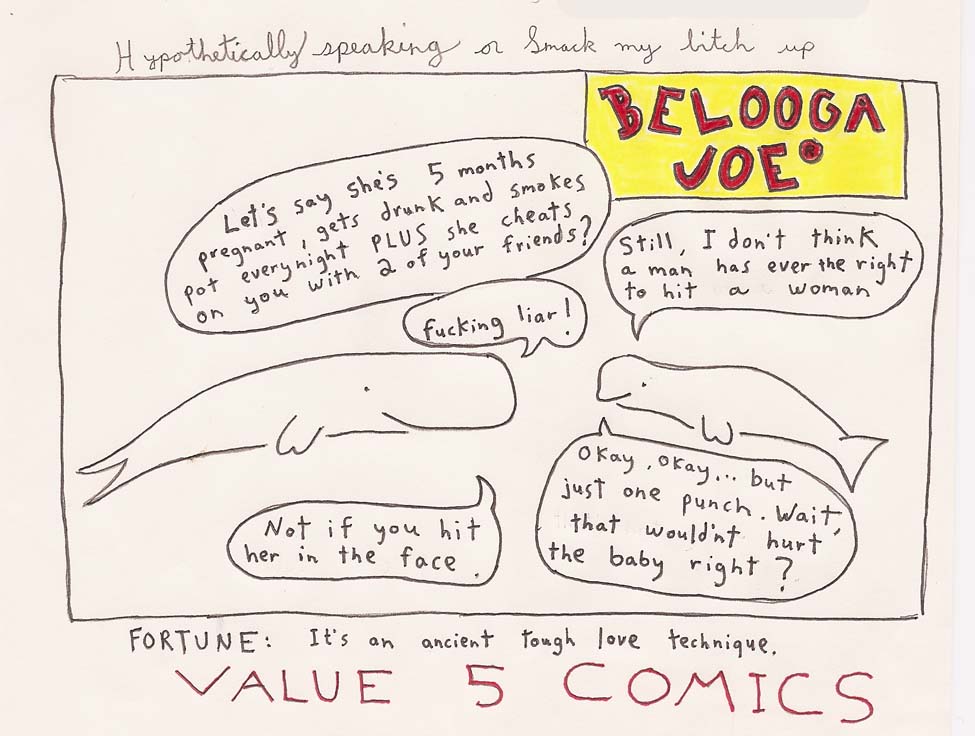 Hypothetically speaking or Smack my bitch up
BELOOGA
JOE®
Let's say she's 5 months
pregnant, gets drunk and smokes
pot everynight PLUS she cheats
on you with 2 of your friends?
Still, I don't think
a man has ever the right
to hit a woman
fucking liar!
Okay, okay... but
just one punch. Wait,
that would'nt hurt
the baby right?
Not if you hit
her in the face.
FORTUNE: It's an ancient tough love technique.
VALUE 5 COMICS